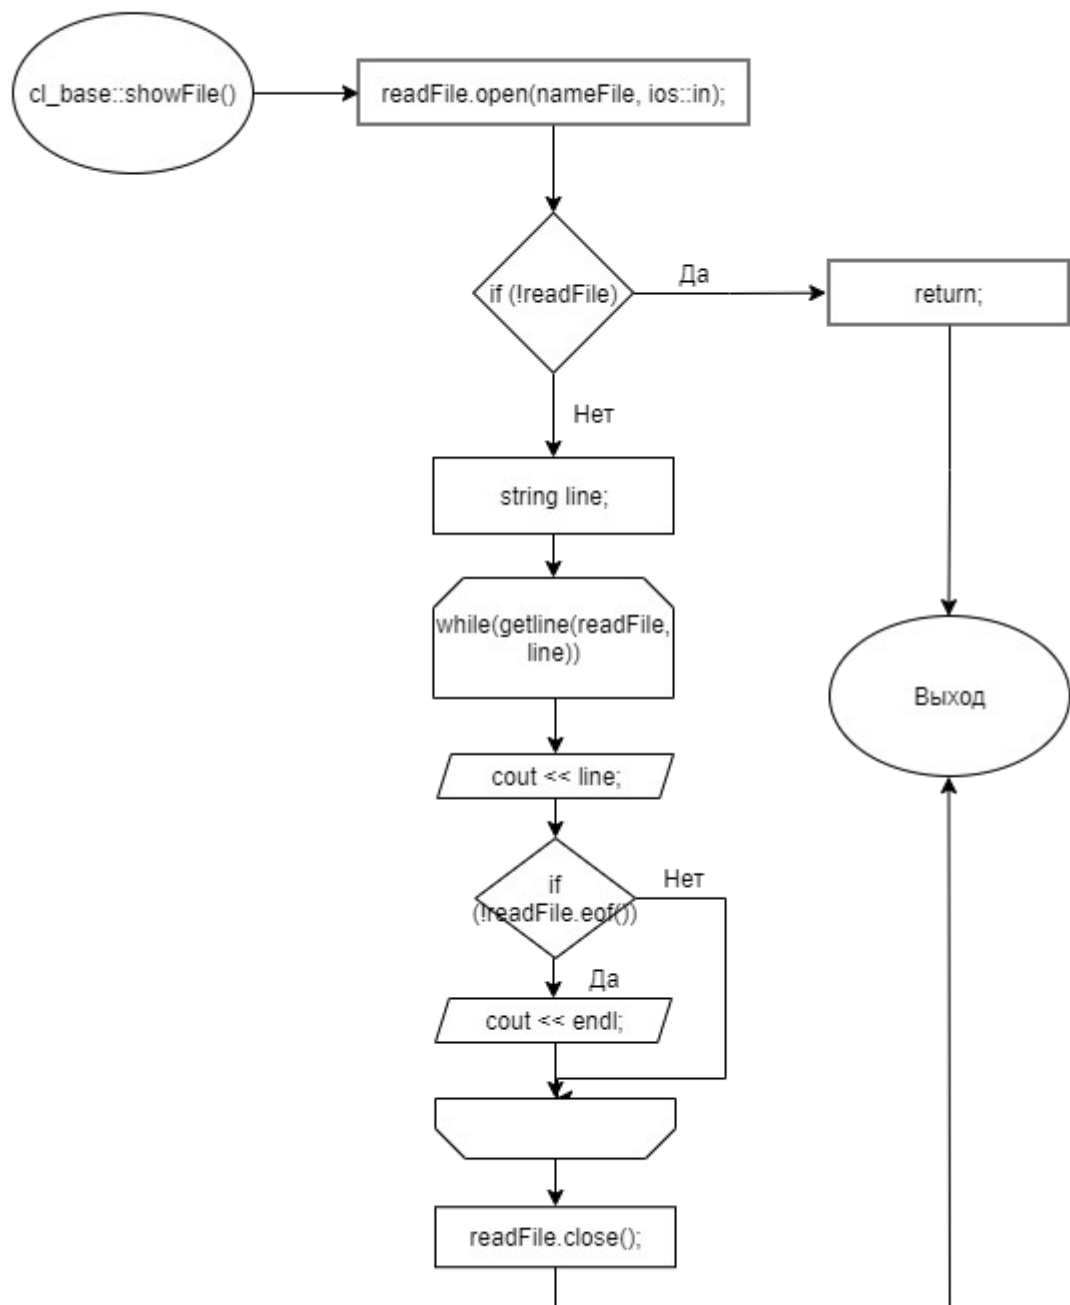 cl_base::showFile()
readFile.open(nameFile, ios::in);
if (!readFile)
Да
return;
Нет
string line;
while(getline(readFile,
line))
Выход
cout << line;
if
(!readFile.eof())
Нет
Да
cout << endl;
readFile.close();